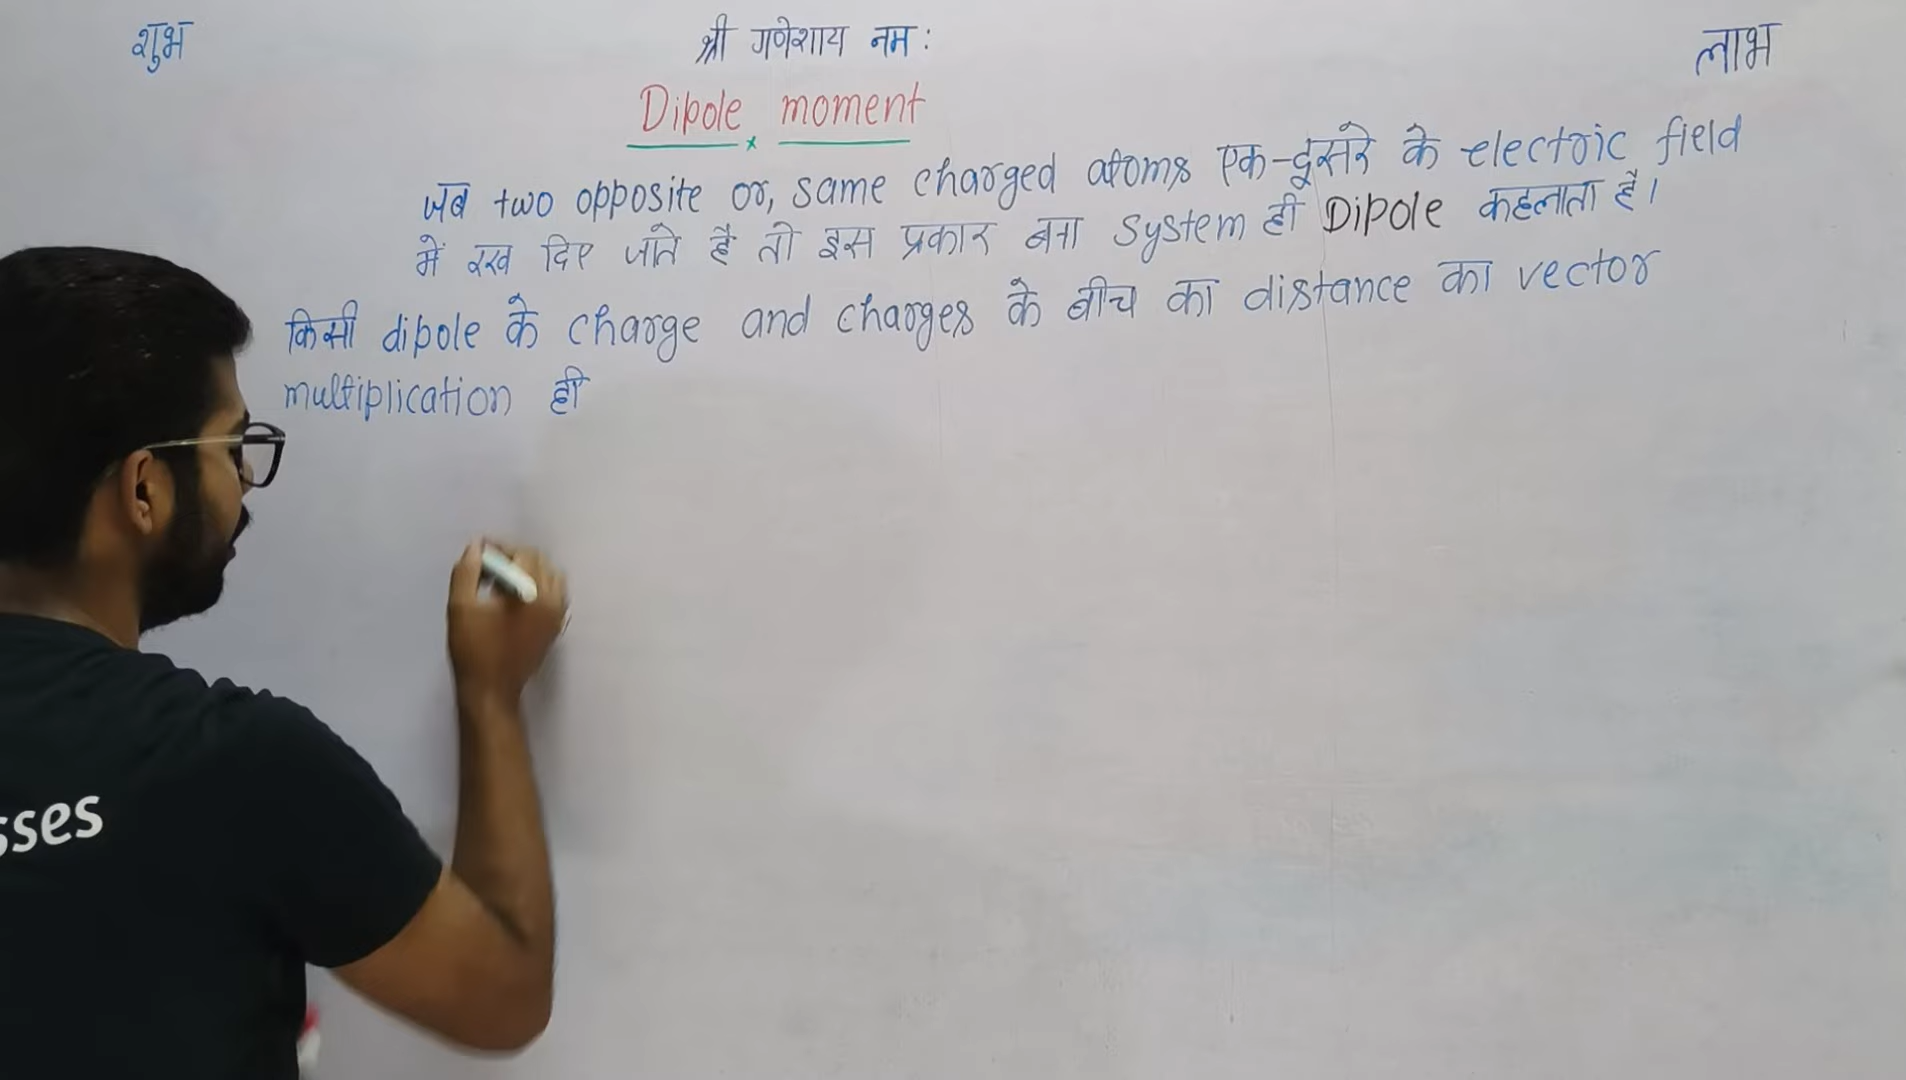 शुभ
श्री गणेशाय नमः
लाभ
Dipole moment
जब two opposite or, same charged atoms एक-दूसरे के electric field
में रख दिए जाते है तो इस प्रकार बना system ही Dipole कहलाता है।
किसी dipole के charge and charges के बीच का distance का vector
multiplication ही
sses